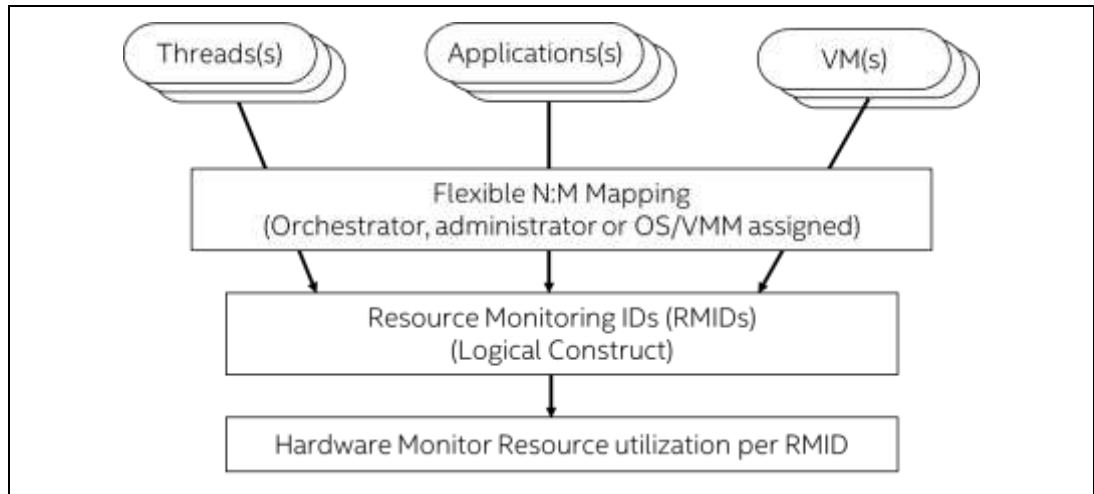 Threads(s)
Applications(s)
VM(s)
Flexible N:M Mapping
(Orchestrator, administrator or OS/VMM assigned)
Resource Monitoring IDs (RMIDs)
(Logical Construct)
Hardware Monitor Resource utilization per RMID